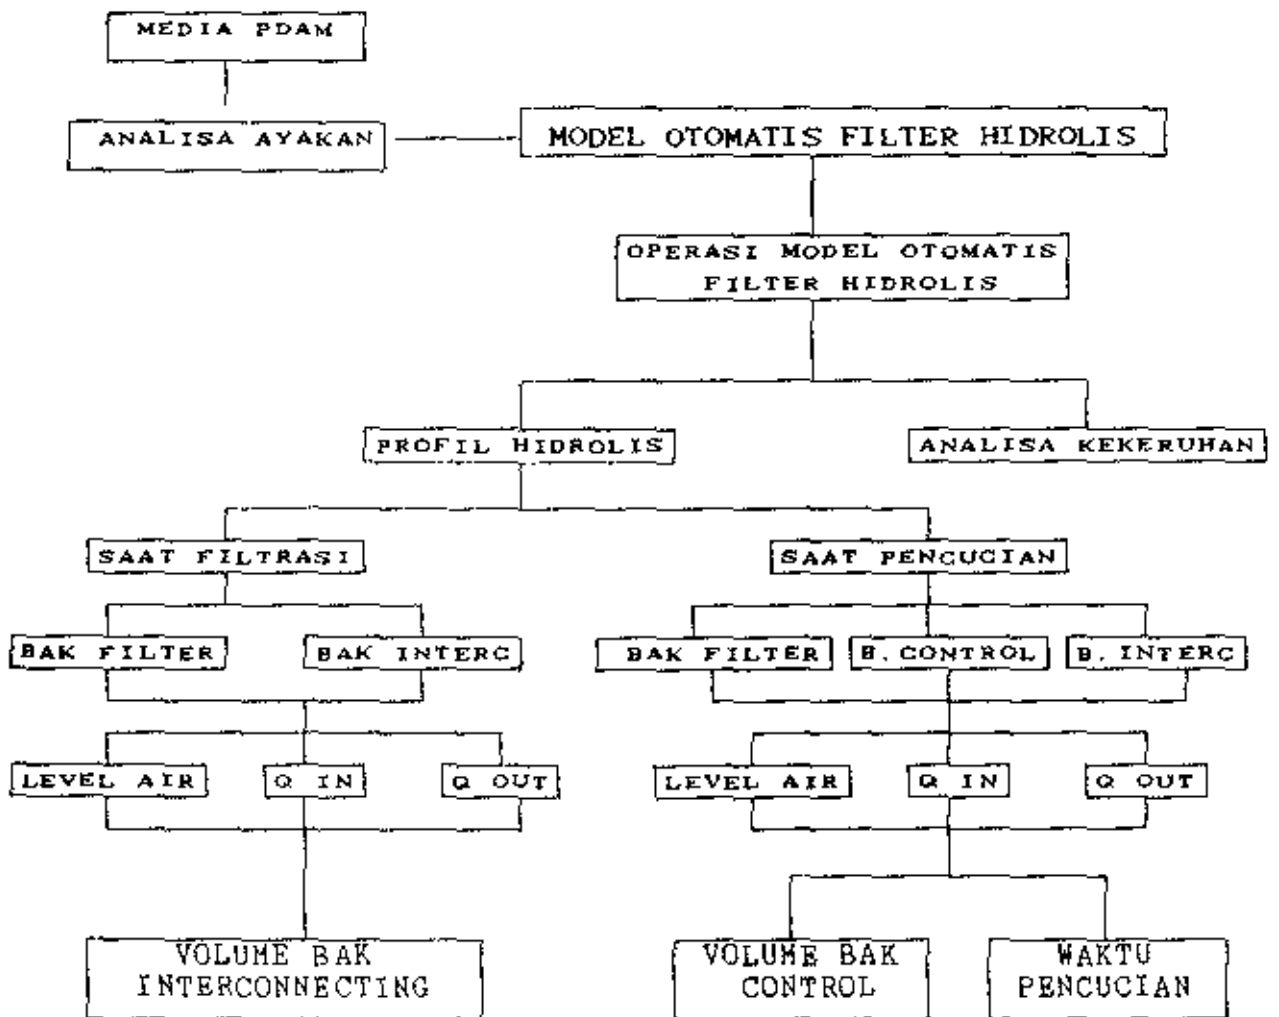 MEDIA PDAM
ANALISA AYAKAN
MODEL OTOMATIS FILTER HIDROLIS
OPERASI MODEL OTOMATIS
FILTER HIDROLIS
PROFIL HIDROLIS
ANALISA KEKERUHAN
SAAT FILTRASI
SAAT PENCUCIAN
BAK FILTER
BAK INTERC
BAK FILTER
B. CONTROL
B. INTERC
LEVEL AIR
Q IN
Q OUT
LEVEL AIR
Q IN
Q OUT
VOLUME BAK
INTERCONNECTING
VOLUME BAK
CONTROL
WAKTU
PENCUCIAN